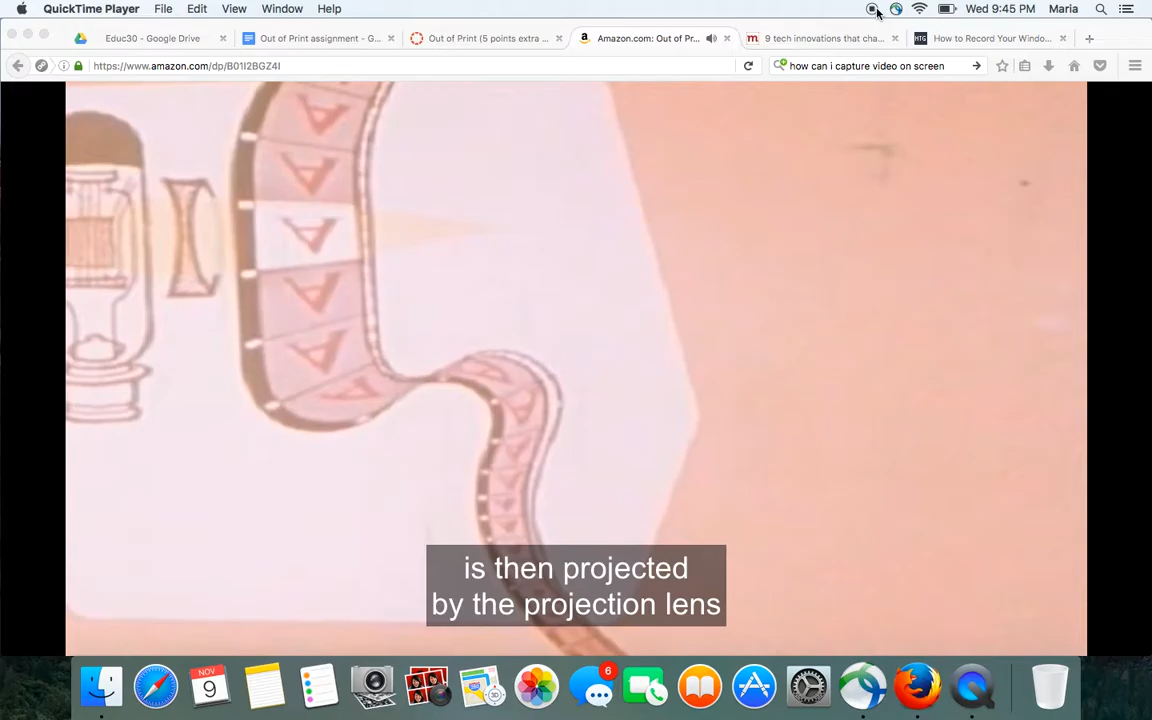 QuickTime Player File Edit View Window Help Wed 9:45 PM Maria
Educ30 - Google Drive
Out of Print assignment - G...
Out of Print (5 points extra ...
Amazon.com: Out of Pr...
9 tech innovations that cha...
How to Record Your Windo...
https://www.amazon.com/dp/B01I2BGZ4I
how can i capture video on screen
A
A
A
A
A
A
A
A
A
A
A
is then projected
by the projection lens
NOV
9
6